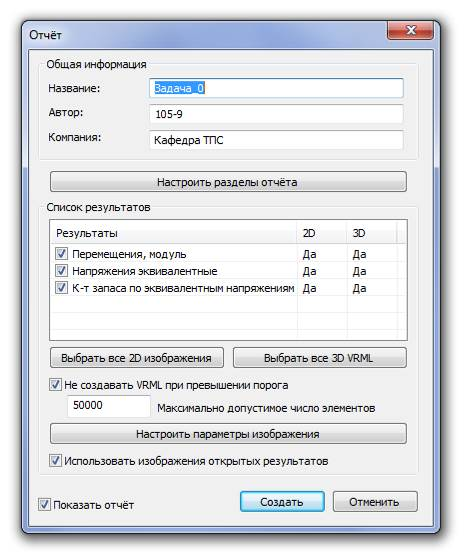 Отчёт
Общая информация
Название: Задача_0
Автор: 105-9
Компания: Кафедра ТПС
Настроить разделы отчёта
Список результатов
Результаты 2D 3D
Перемещения, модуль Да Да
Напряжения эквивалентные Да Да
К-т запаса по эквивалентным напряжениям Да Да
Выбрать все 2D изображения Выбрать все 3D VRML
Не создавать VRML при превышении порога
50000 Максимально допустимое число элементов
Настроить параметры изображения
Использовать изображения открытых результатов
Показать отчёт Создать Отменить